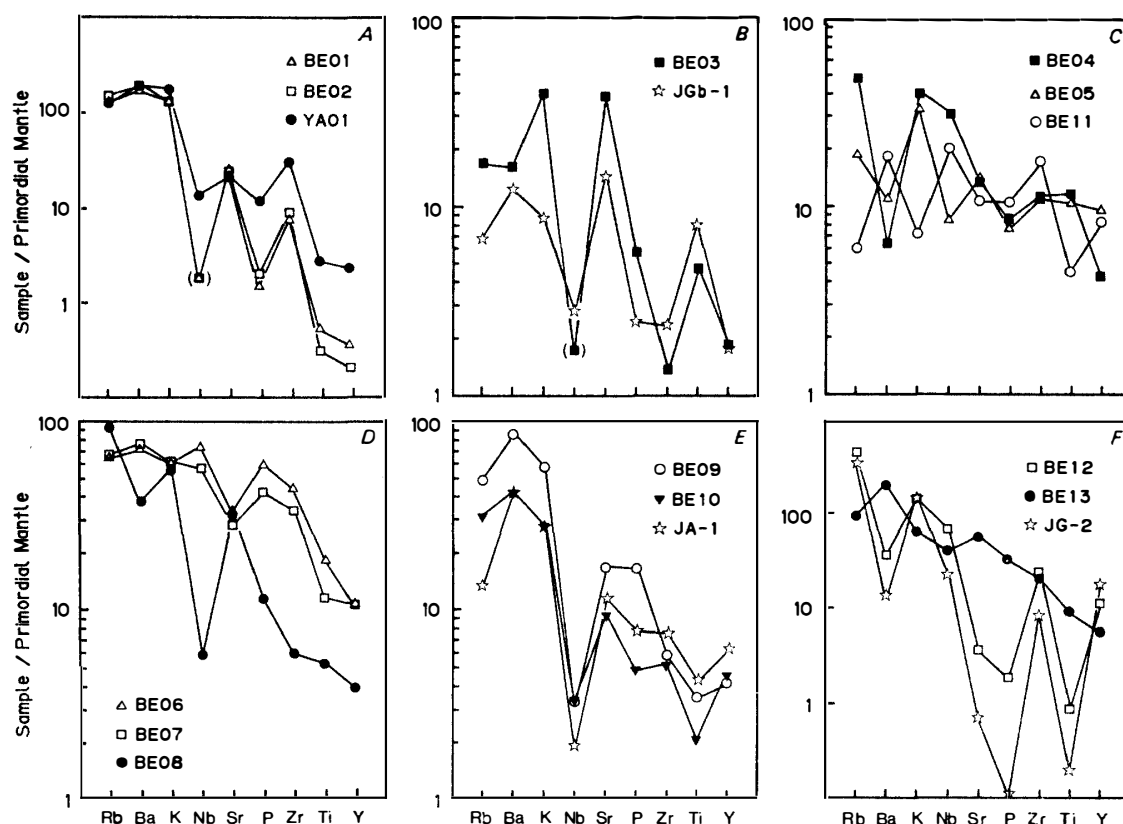 Sample / Primordial Mantle
100
10
1
A
BE01
BE02
YA01
( )
100
10
1
B
BE03
JGb-1
( )
100
10
1
C
BE04
BE05
BE11
Sample / Primordial Mantle
100
10
1
D
BE06
BE07
BE08
Rb Ba K Nb Sr P Zr Ti Y
100
10
1
E
BE09
BE10
JA-1
Rb Ba K Nb Sr P Zr Ti Y
100
10
1
F
BE12
BE13
JG-2
Rb Ba K Nb Sr P Zr Ti Y